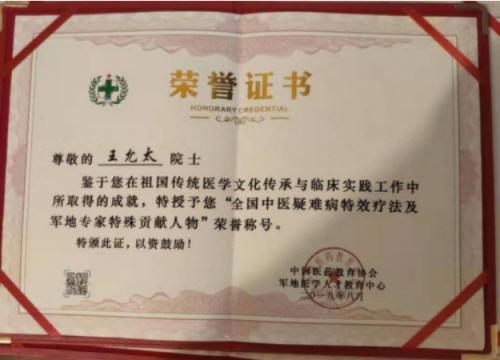 荣誉证书
HONORARY CREDENTIAL
尊敬的 王允太 院士
鉴于您在祖国传统医学文化传承与临床实践工作中
所取得的成就，特授予您“全国中医疑难病特效疗法及
军地专家特殊贡献人物”荣誉称号。
特颁此证，以资鼓励！
中国医药教育协会
军地医学人才教育中心
二〇一九年八月